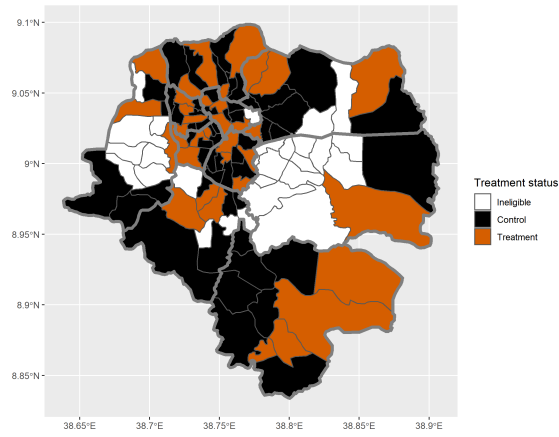 9.1°N
9.05°N
9°N
8.95°N
8.9°N
8.85°N
38.65°E
38.7°E
38.75°E
38.8°E
38.85°E
38.9°E
Treatment status
Ineligible
Control
Treatment